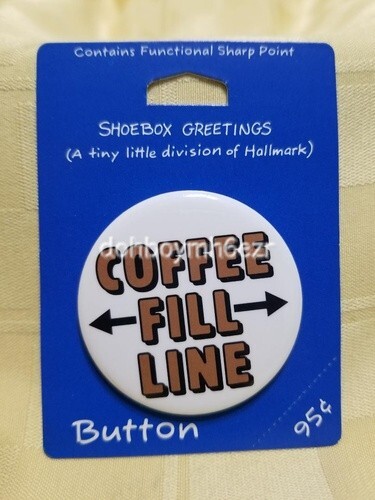 Contains Functional Sharp Point
SHOEBOX GREETINGS
(A tiny little division of Hallmark)
COFFEE
FILL
LINE
Button
95¢